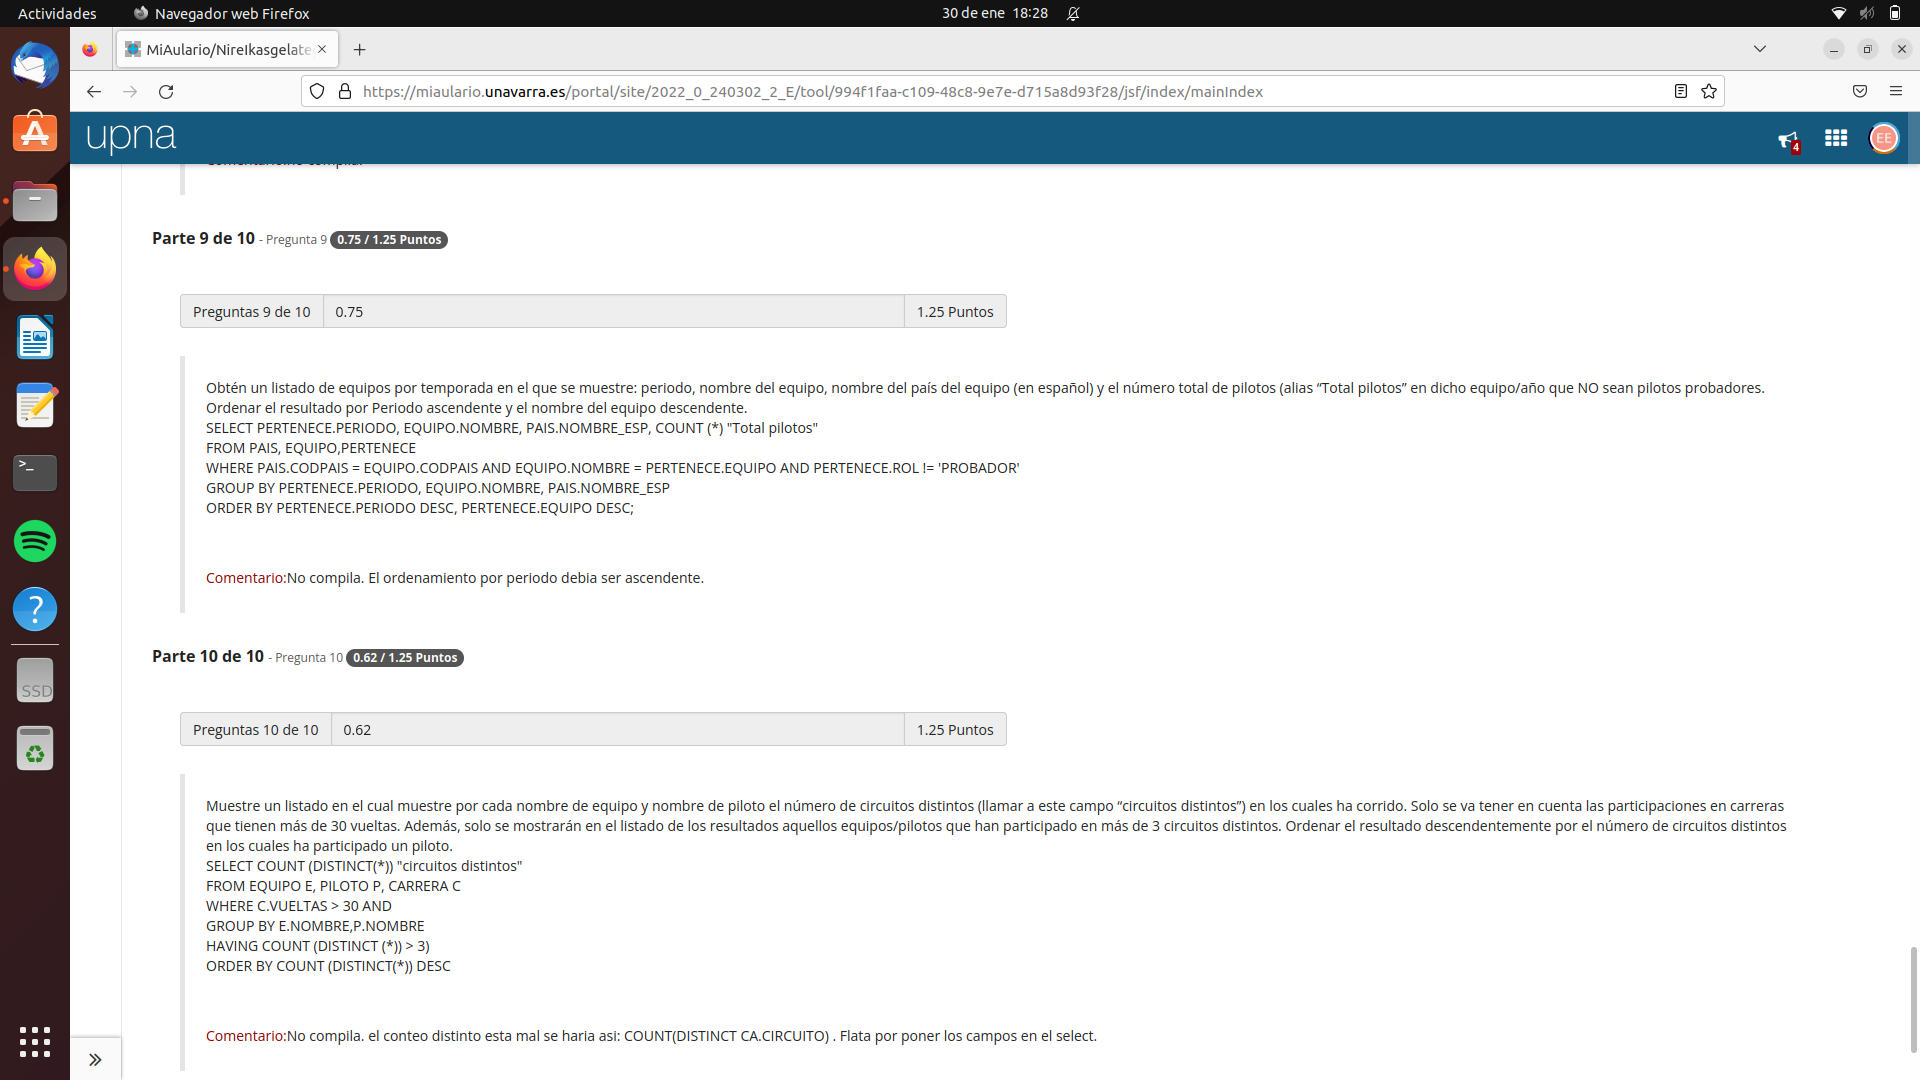 Actividades
Navegador web Firefox
30 de ene 18:28
MiAulario/NireIkasgelate
https://miaulario.unavarra.es/portal/site/2022_0_240302_2_E/tool/994f1faa-c109-48c8-9e7e-d715a8d93f28/jsf/index/mainIndex
upna
4
EE
Parte 9 de 10 - Pregunta 9 0.75 / 1.25 Puntos
Preguntas 9 de 10 0.75 1.25 Puntos
Obtén un listado de equipos por temporada en el que se muestre: periodo, nombre del equipo, nombre del país del equipo (en español) y el número total de pilotos (alias “Total pilotos” en dicho equipo/año que NO sean pilotos probadores.
Ordenar el resultado por Periodo ascendente y el nombre del equipo descendente.
SELECT PERTENECE.PERIODO, EQUIPO.NOMBRE, PAIS.NOMBRE_ESP, COUNT (*) "Total pilotos"
FROM PAIS, EQUIPO,PERTENECE
WHERE PAIS.CODPAIS = EQUIPO.CODPAIS AND EQUIPO.NOMBRE = PERTENECE.EQUIPO AND PERTENECE.ROL != 'PROBADOR'
GROUP BY PERTENECE.PERIODO, EQUIPO.NOMBRE, PAIS.NOMBRE_ESP
ORDER BY PERTENECE.PERIODO DESC, PERTENECE.EQUIPO DESC;
Comentario:No compila. El ordenamiento por periodo debia ser ascendente.
Parte 10 de 10 - Pregunta 10 0.62 / 1.25 Puntos
Preguntas 10 de 10 0.62 1.25 Puntos
Muestre un listado en el cual muestre por cada nombre de equipo y nombre de piloto el número de circuitos distintos (llamar a este campo “circuitos distintos”) en los cuales ha corrido. Solo se va tener en cuenta las participaciones en carreras
que tienen más de 30 vueltas. Además, solo se mostrarán en el listado de los resultados aquellos equipos/pilotos que han participado en más de 3 circuitos distintos. Ordenar el resultado descendentemente por el número de circuitos distintos
en los cuales ha participado un piloto.
SELECT COUNT (DISTINCT(*)) "circuitos distintos"
FROM EQUIPO E, PILOTO P, CARRERA C
WHERE C.VUELTAS > 30 AND
GROUP BY E.NOMBRE,P.NOMBRE
HAVING COUNT (DISTINCT (*)) > 3)
ORDER BY COUNT (DISTINCT(*)) DESC
Comentario:No compila. el conteo distinto esta mal se haria asi: COUNT(DISTINCT CA.CIRCUITO) . Flata por poner los campos en el select.
SSD